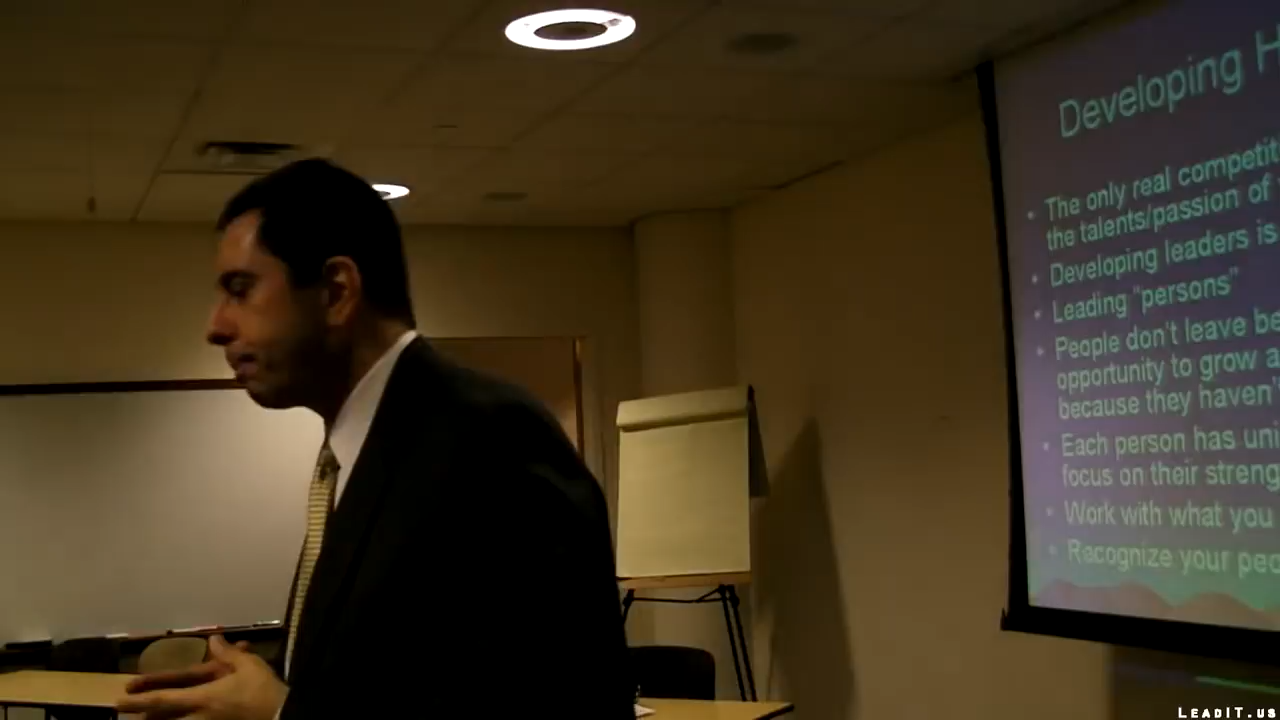 Developing H
• The only real competit
the talents/passion of
• Developing leaders is
• Leading "persons"
• People don't leave be
opportunity to grow a
because they haven'
• Each person has uni
focus on their streng
• Work with what you
• Recognize your peo
LEADIT.US